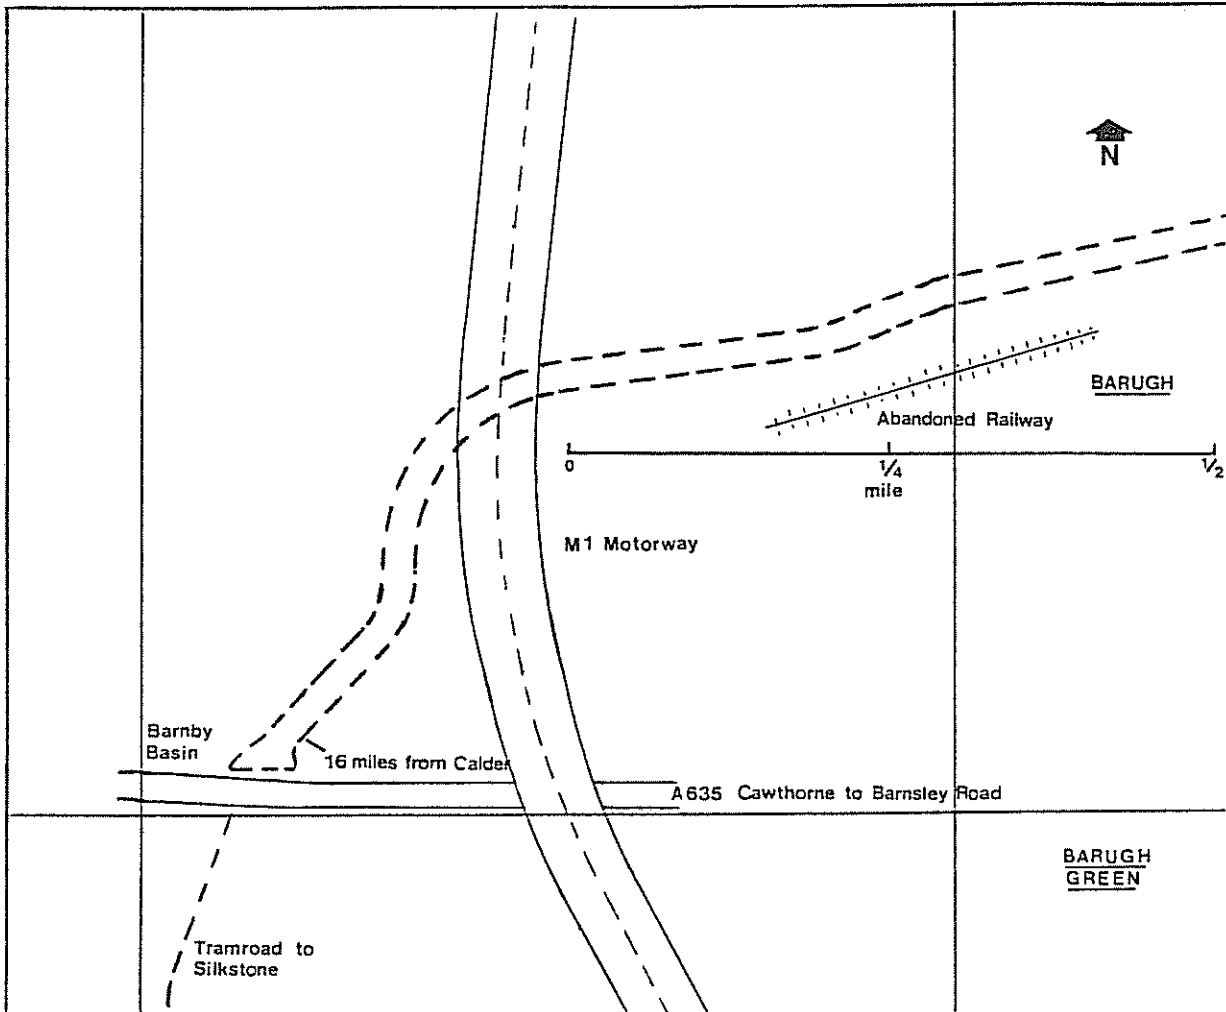 N
BARUGH
Abandoned Railway
0
1/4
1/2
mile
M1 Motorway
Barnby
Basin
16 miles from Calder
A635 Cawthorne to Barnsley Road
BARUGH
GREEN
Tramroad to
Silkstone